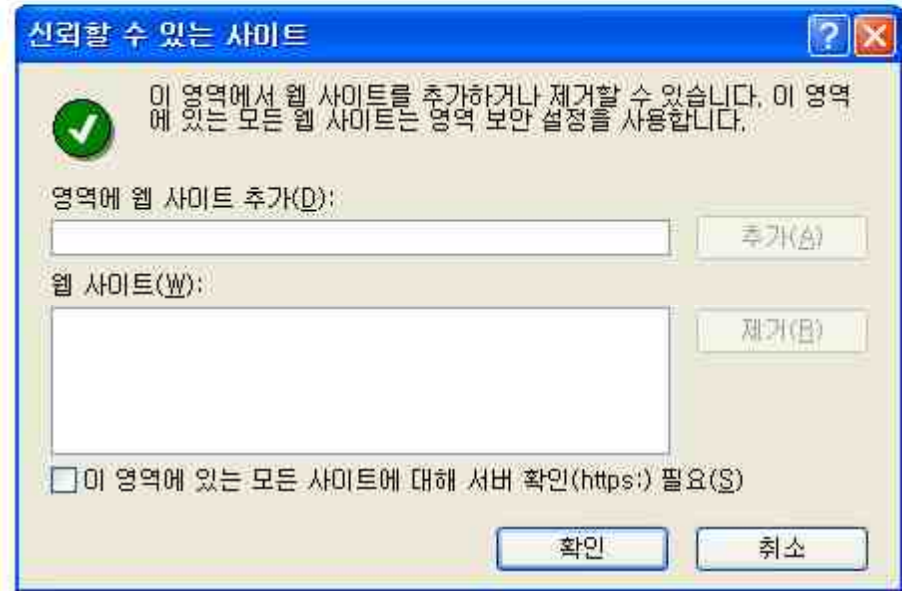 신뢰할 수 있는 사이트
이 영역에서 웹 사이트를 추가하거나 제거할 수 있습니다. 이 영역
에 있는 모든 웹 사이트는 영역 보안 설정을 사용합니다.
영역에 웹 사이트 추가(D):
추가(A)
웹 사이트(W):
제거(R)
이 영역에 있는 모든 사이트에 대해 서버 확인(https:) 필요(S)
확인 취소